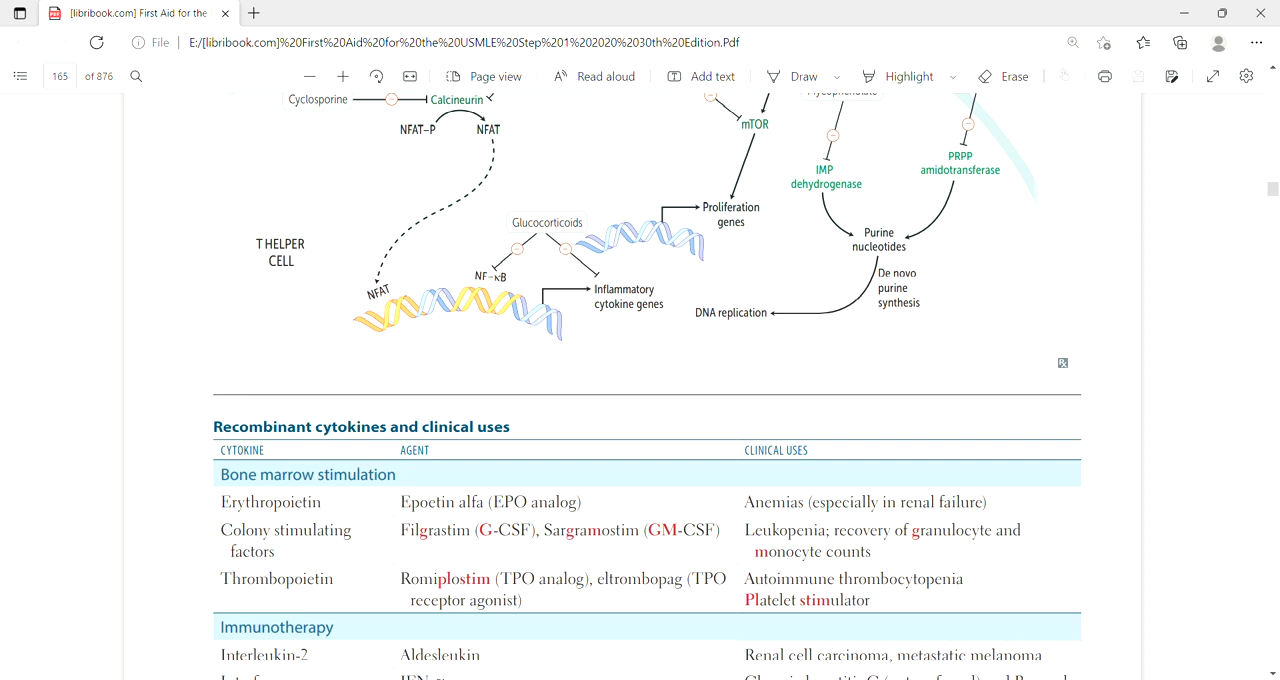 [libribook.com] First Aid for the
File
E:/[libribook.com]%20First%20Aid%20for%20the%20USMLE%20Step%201%202020%2030th%20Edition.Pdf
165 of 876
Page view
Read aloud
Add text
Draw
Highlight
Erase
Cyclosporine
Calcineurin
NFAT–P
NFAT
mTOR
Mycophenolate
IMP
dehydrogenase
PRPP
amidotransferase
Proliferation
genes
Purine
nucleotides
De novo
purine
synthesis
DNA replication
T HELPER
CELL
Glucocorticoids
NF–κB
NFAT
Inflammatory
cytokine genes
Rx
Recombinant cytokines and clinical uses
CYTOKINE AGENT CLINICAL USES
Bone marrow stimulation
Erythropoietin Epoetin alfa (EPO analog) Anemias (especially in renal failure)
Colony stimulating Filgrastim (G-CSF), Sargramostim (GM-CSF) Leukopenia; recovery of granulocyte and
factors monocyte counts
Thrombopoietin Romiplostim (TPO analog), eltrombopag (TPO Autoimmune thrombocytopenia
receptor agonist) Platelet stimulator
Immunotherapy
Interleukin-2 Aldesleukin Renal cell carcinoma, metastatic melanoma